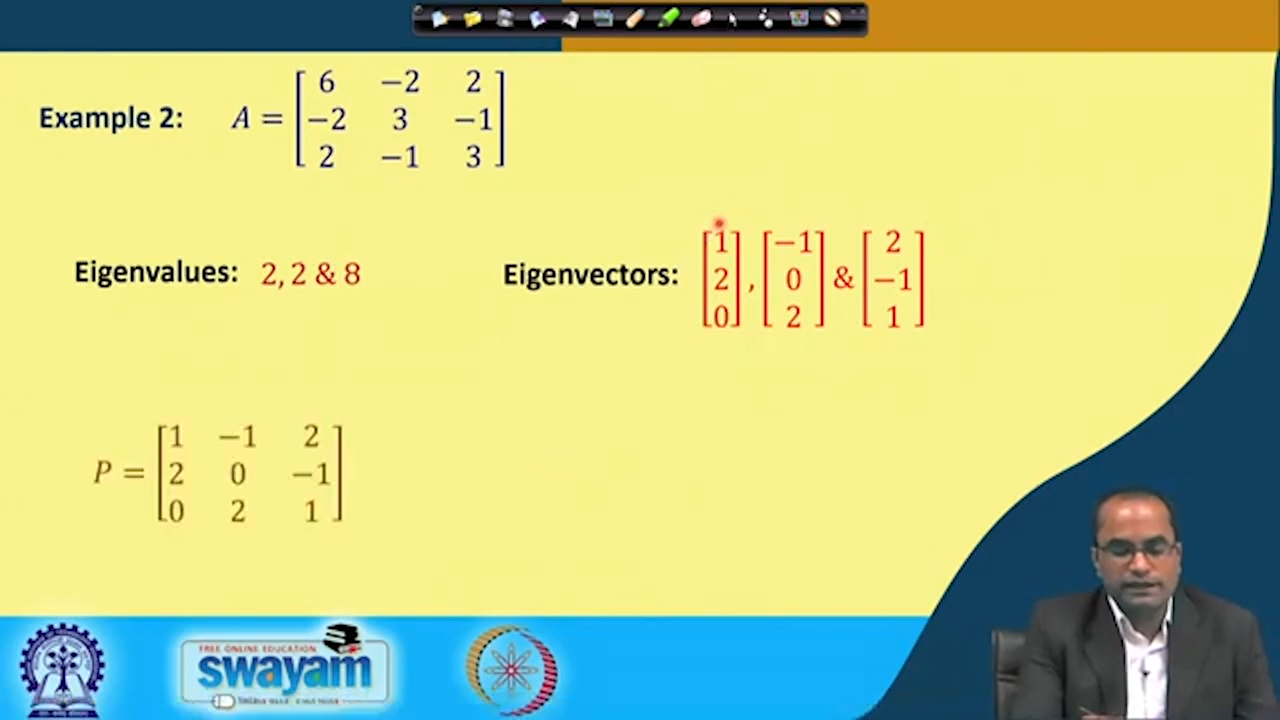 Example 2: A = [6 −2 2
−2 3 −1
2 −1 3]
Eigenvalues: 2, 2 & 8
Eigenvectors: [1 2 0], [−1 0 2] & [2 −1 1]
P = [1 −1 2
2 0 −1
0 2 1]
FREE ONLINE EDUCATION
swayam